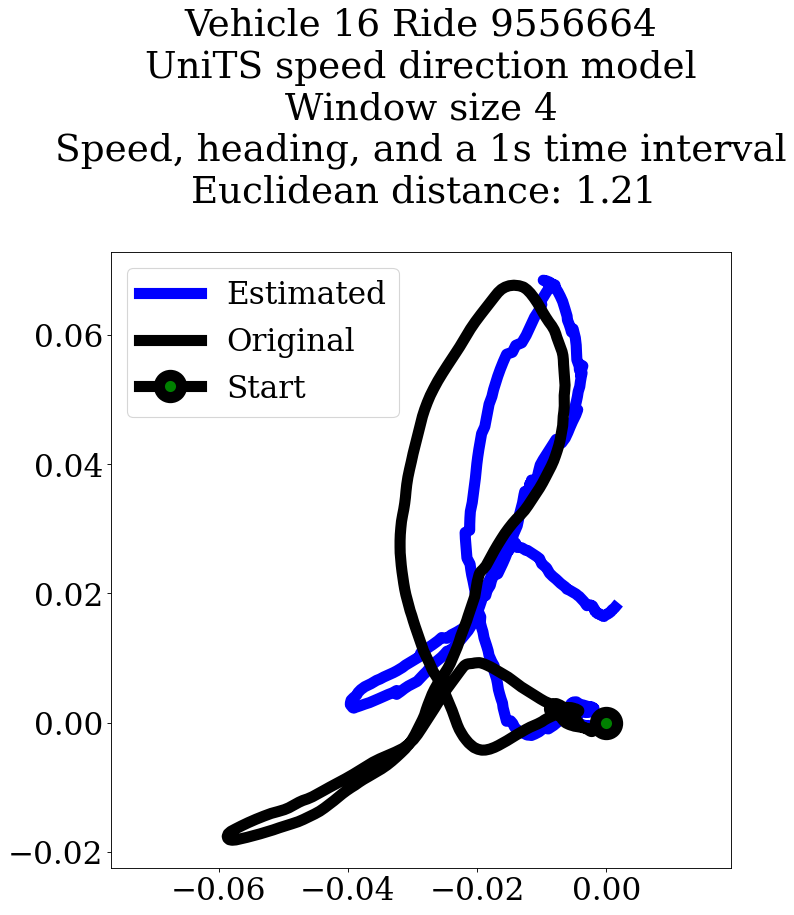 Vehicle 16 Ride 9556664
UniTS speed direction model
Window size 4
Speed, heading, and a 1s time interval
Euclidean distance: 1.21
Estimated
Original
Start
0.06
0.04
0.02
0.00
−0.02
−0.06
−0.04
−0.02
0.00